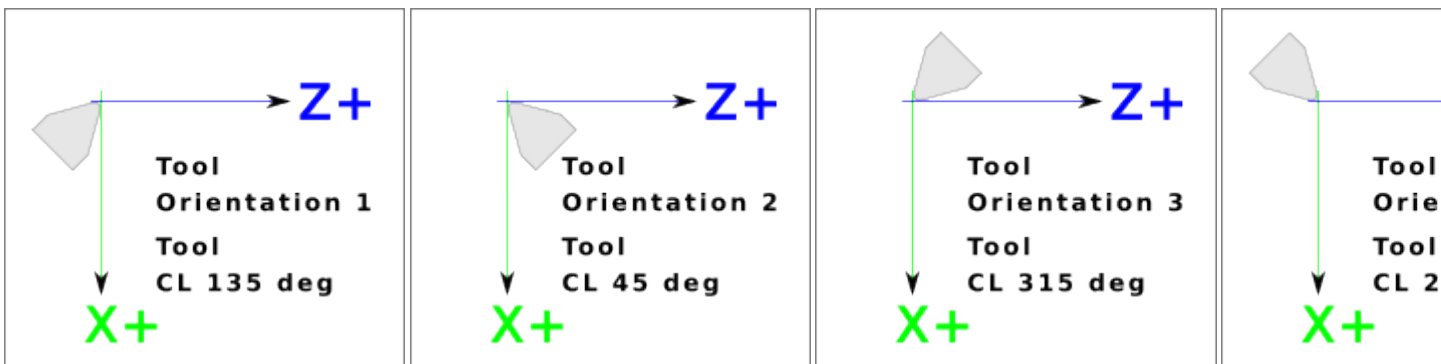 Z+
Tool
Orientation 1
Tool
CL 135 deg
X+
Z+
Tool
Orientation 2
Tool
CL 45 deg
X+
Z+
Tool
Orientation 3
Tool
CL 315 deg
X+
Tool
Tool
CL
X+